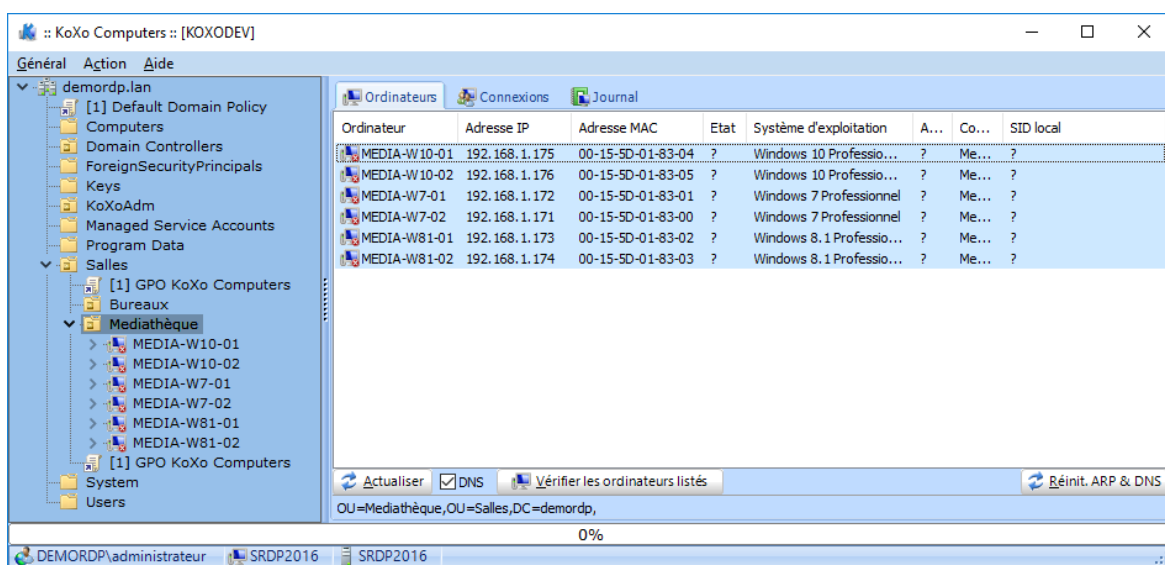 :: KoXo Computers :: [KOXODEV]
Général Action Aide
demordp.lan
[1] Default Domain Policy
Computers
Domain Controllers
ForeignSecurityPrincipals
Keys
KoXoAdm
Managed Service Accounts
Program Data
Salles
[1] GPO KoXo Computers
Bureaux
Mediathèque
MEDIA-W10-01
MEDIA-W10-02
MEDIA-W7-01
MEDIA-W7-02
MEDIA-W81-01
MEDIA-W81-02
[1] GPO KoXo Computers
System
Users
Ordinateurs Connexions Journal
Ordinateur Adresse IP Adresse MAC Etat Système d'exploitation A... Co... SID local
MEDIA-W10-01 192.168.1.175 00-15-5D-01-83-04 ? Windows 10 Professio... ? Me... ?
MEDIA-W10-02 192.168.1.176 00-15-5D-01-83-05 ? Windows 10 Professio... ? Me... ?
MEDIA-W7-01 192.168.1.172 00-15-5D-01-83-01 ? Windows 7 Professionnel ? Me... ?
MEDIA-W7-02 192.168.1.171 00-15-5D-01-83-00 ? Windows 7 Professionnel ? Me... ?
MEDIA-W81-01 192.168.1.173 00-15-5D-01-83-02 ? Windows 8.1 Professio... ? Me... ?
MEDIA-W81-02 192.168.1.174 00-15-5D-01-83-03 ? Windows 8.1 Professio... ? Me... ?
Actualiser DNS Vérifier les ordinateurs listés Réinit. ARP & DNS
OU=Mediathèque,OU=Salles,DC=demordp,
0%
DEMORDP\administrateur SRDP2016 SRDP2016